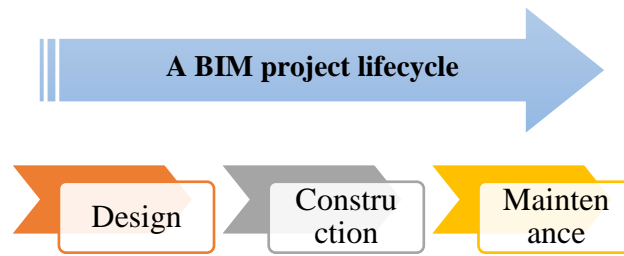 A BIM project lifecycle
Design
Constru
ction
Mainten
ance